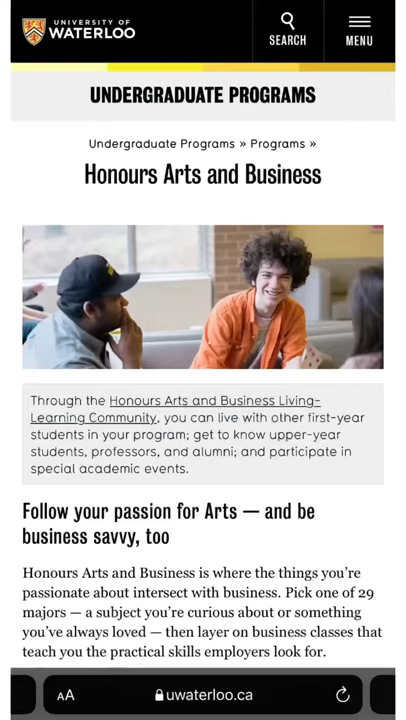 UNIVERSITY OF
WATERLOO
SEARCH
MENU
UNDERGRADUATE PROGRAMS
Undergraduate Programs » Programs »
Honours Arts and Business
Through the Honours Arts and Business Living-
Learning Community, you can live with other first-year
students in your program; get to know upper-year
students, professors, and alumni; and participate in
special academic events.
Follow your passion for Arts — and be
business savvy, too
Honours Arts and Business is where the things you’re
passionate about intersect with business. Pick one of 29
majors — a subject you’re curious about or something
you’ve always loved — then layer on business classes that
teach you the practical skills employers look for.
AA
uwaterloo.ca